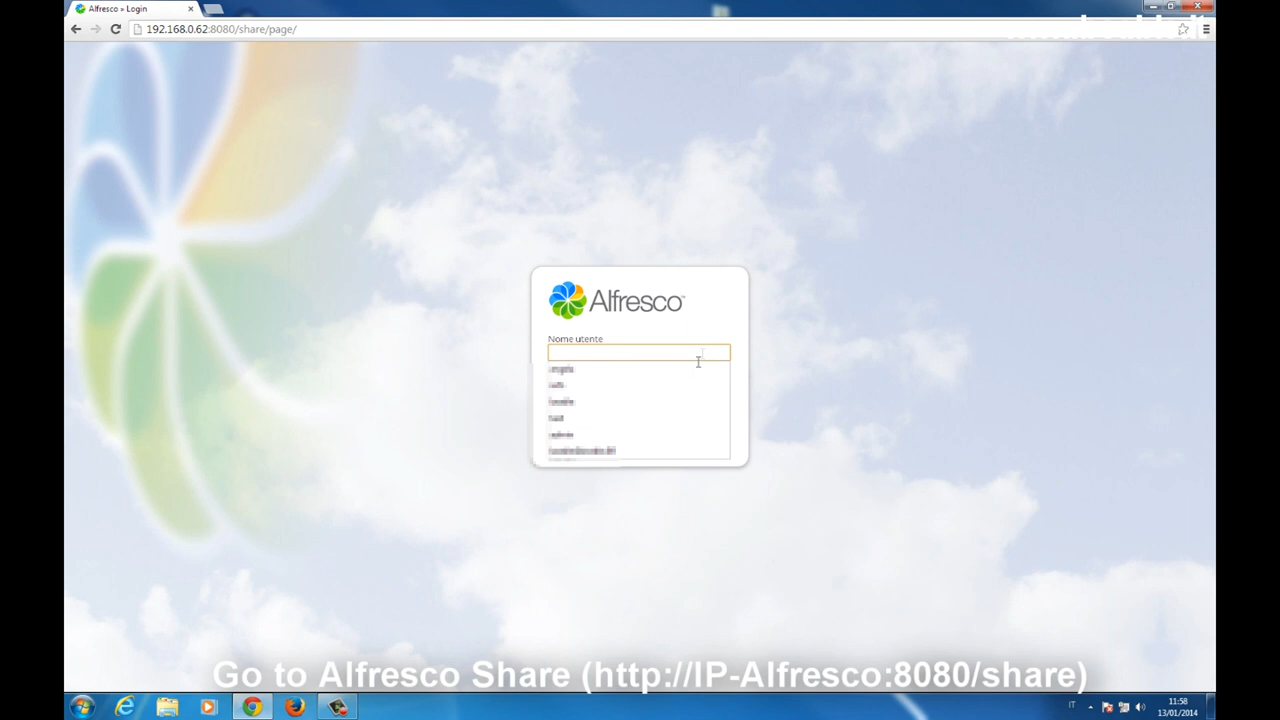 Alfresco » Login
192.168.0.62:8080/share/page/
Alfresco™
Nome utente
Go to Alfresco Share (http://IP-Alfresco:8080/share)
IT
11:58
13/01/2014